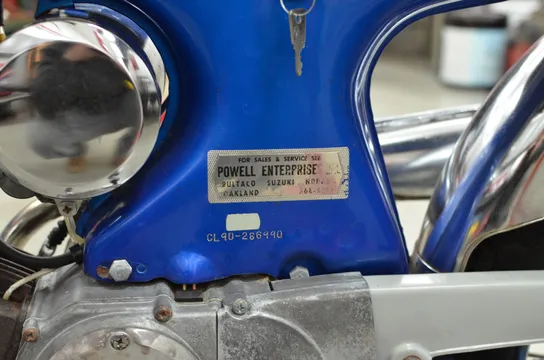 FOR SALES & SERVICE SEE
POWELL ENTERPRISE
BULTACO SUZUKI
OAKLAND
CL90-286490